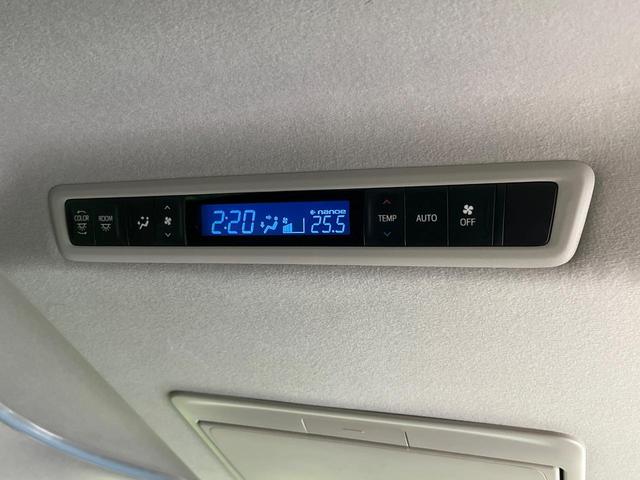 COLOR
ROOM
2:20
nanoe
25.5
TEMP
AUTO
OFF